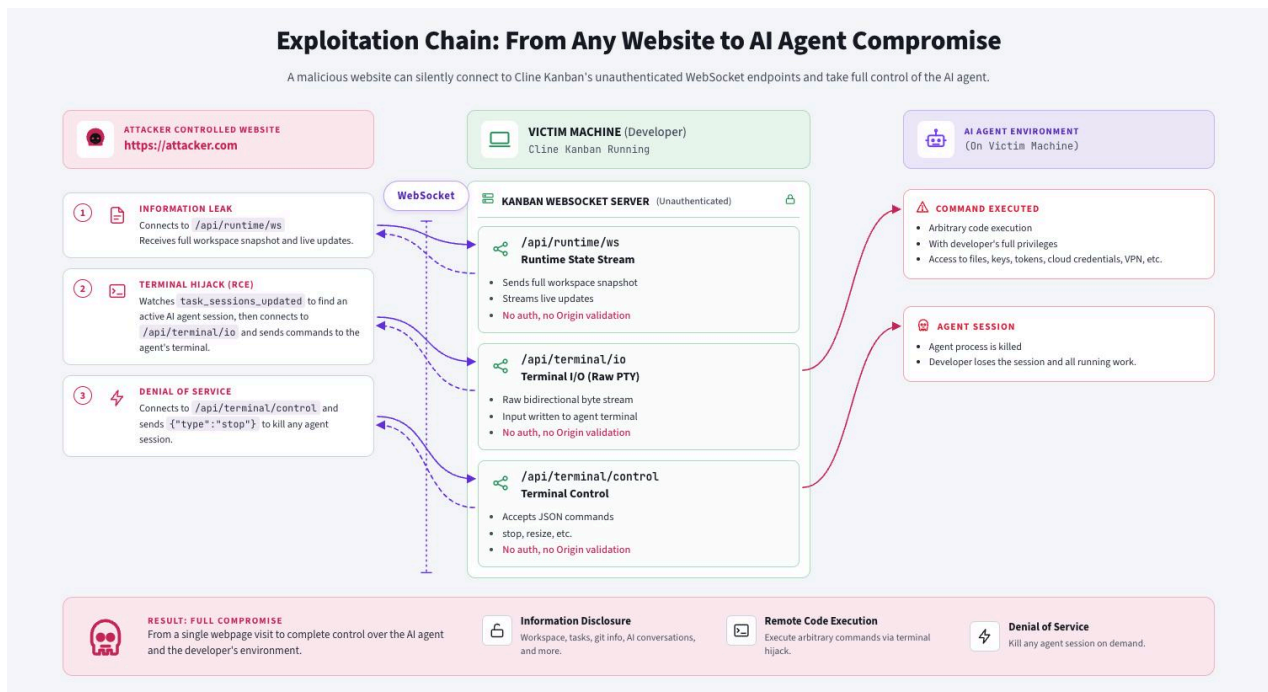 Exploitation Chain: From Any Website to AI Agent Compromise
A malicious website can silently connect to Cline Kanban's unauthenticated WebSocket endpoints and take full control of the AI agent.
ATTACKER CONTROLLED WEBSITE
https://attacker.com
1
INFORMATION LEAK
Connects to /api/runtime/ws
Receives full workspace snapshot and live updates.
2
TERMINAL HIJACK (RCE)
Watches task_sessions_updated to find an
active AI agent session, then connects to
/api/terminal/io and sends commands to the
agent's terminal.
3
DENIAL OF SERVICE
Connects to /api/terminal/control and
sends {"type":"stop"} to kill any agent
session.
WebSocket
VICTIM MACHINE (Developer)
Cline Kanban Running
KANBAN WEBSOCKET SERVER (Unauthenticated)
/api/runtime/ws
Runtime State Stream
• Sends full workspace snapshot
• Streams live updates
• No auth, no Origin validation
/api/terminal/io
Terminal I/O (Raw PTY)
• Raw bidirectional byte stream
• Input written to agent terminal
• No auth, no Origin validation
/api/terminal/control
Terminal Control
• Accepts JSON commands
• stop, resize, etc.
• No auth, no Origin validation
AI AGENT ENVIRONMENT
(On Victim Machine)
COMMAND EXECUTED
• Arbitrary code execution
• With developer's full privileges
• Access to files, keys, tokens, cloud credentials, VPN, etc.
AGENT SESSION
• Agent process is killed
• Developer loses the session and all running work.
RESULT: FULL COMPROMISE
From a single webpage visit to complete control over the AI agent
and the developer's environment.
Information Disclosure
Workspace, tasks, git info, AI conversations,
and more.
Remote Code Execution
Execute arbitrary commands via terminal
hijack.
Denial of Service
Kill any agent session on demand.